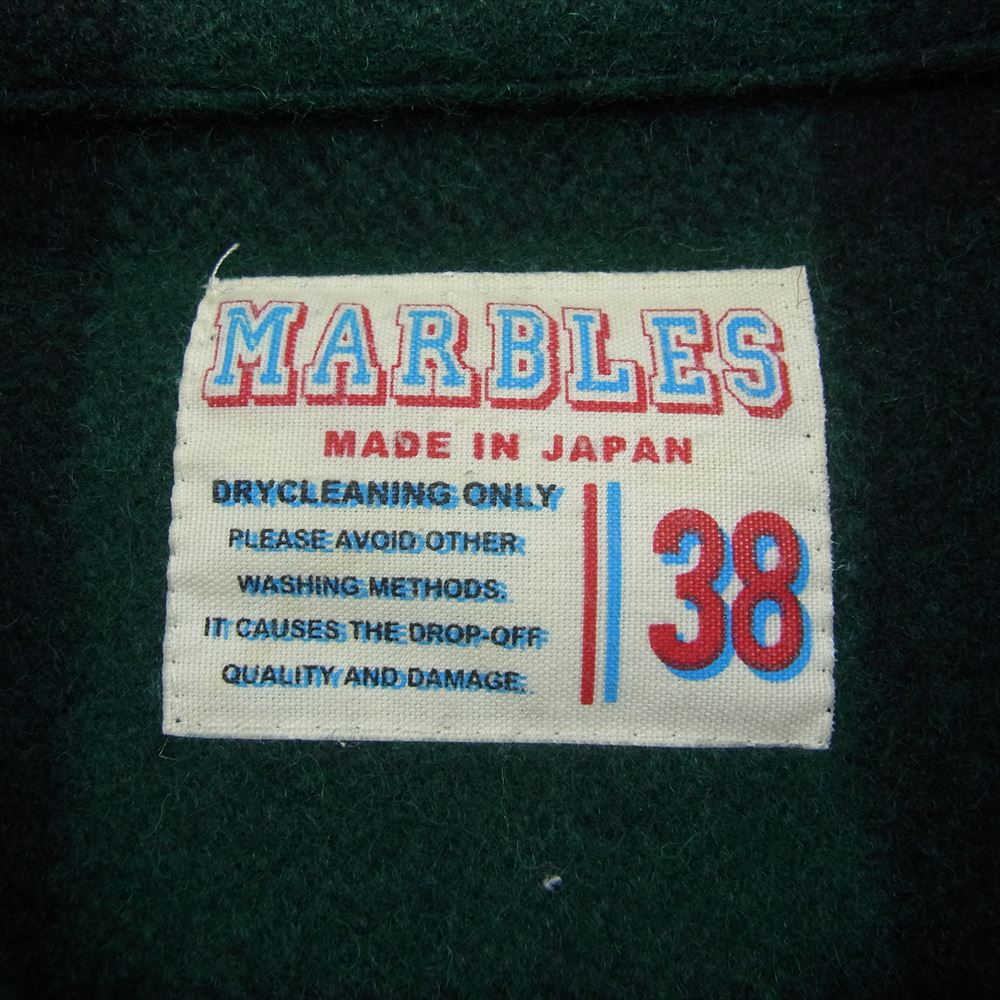 MARBLES
MADE IN JAPAN
DRYCLEANING ONLY
PLEASE AVOID OTHER
WASHING METHODS.
IT CAUSES THE DROP-OFF
QUALITY AND DAMAGE.
38